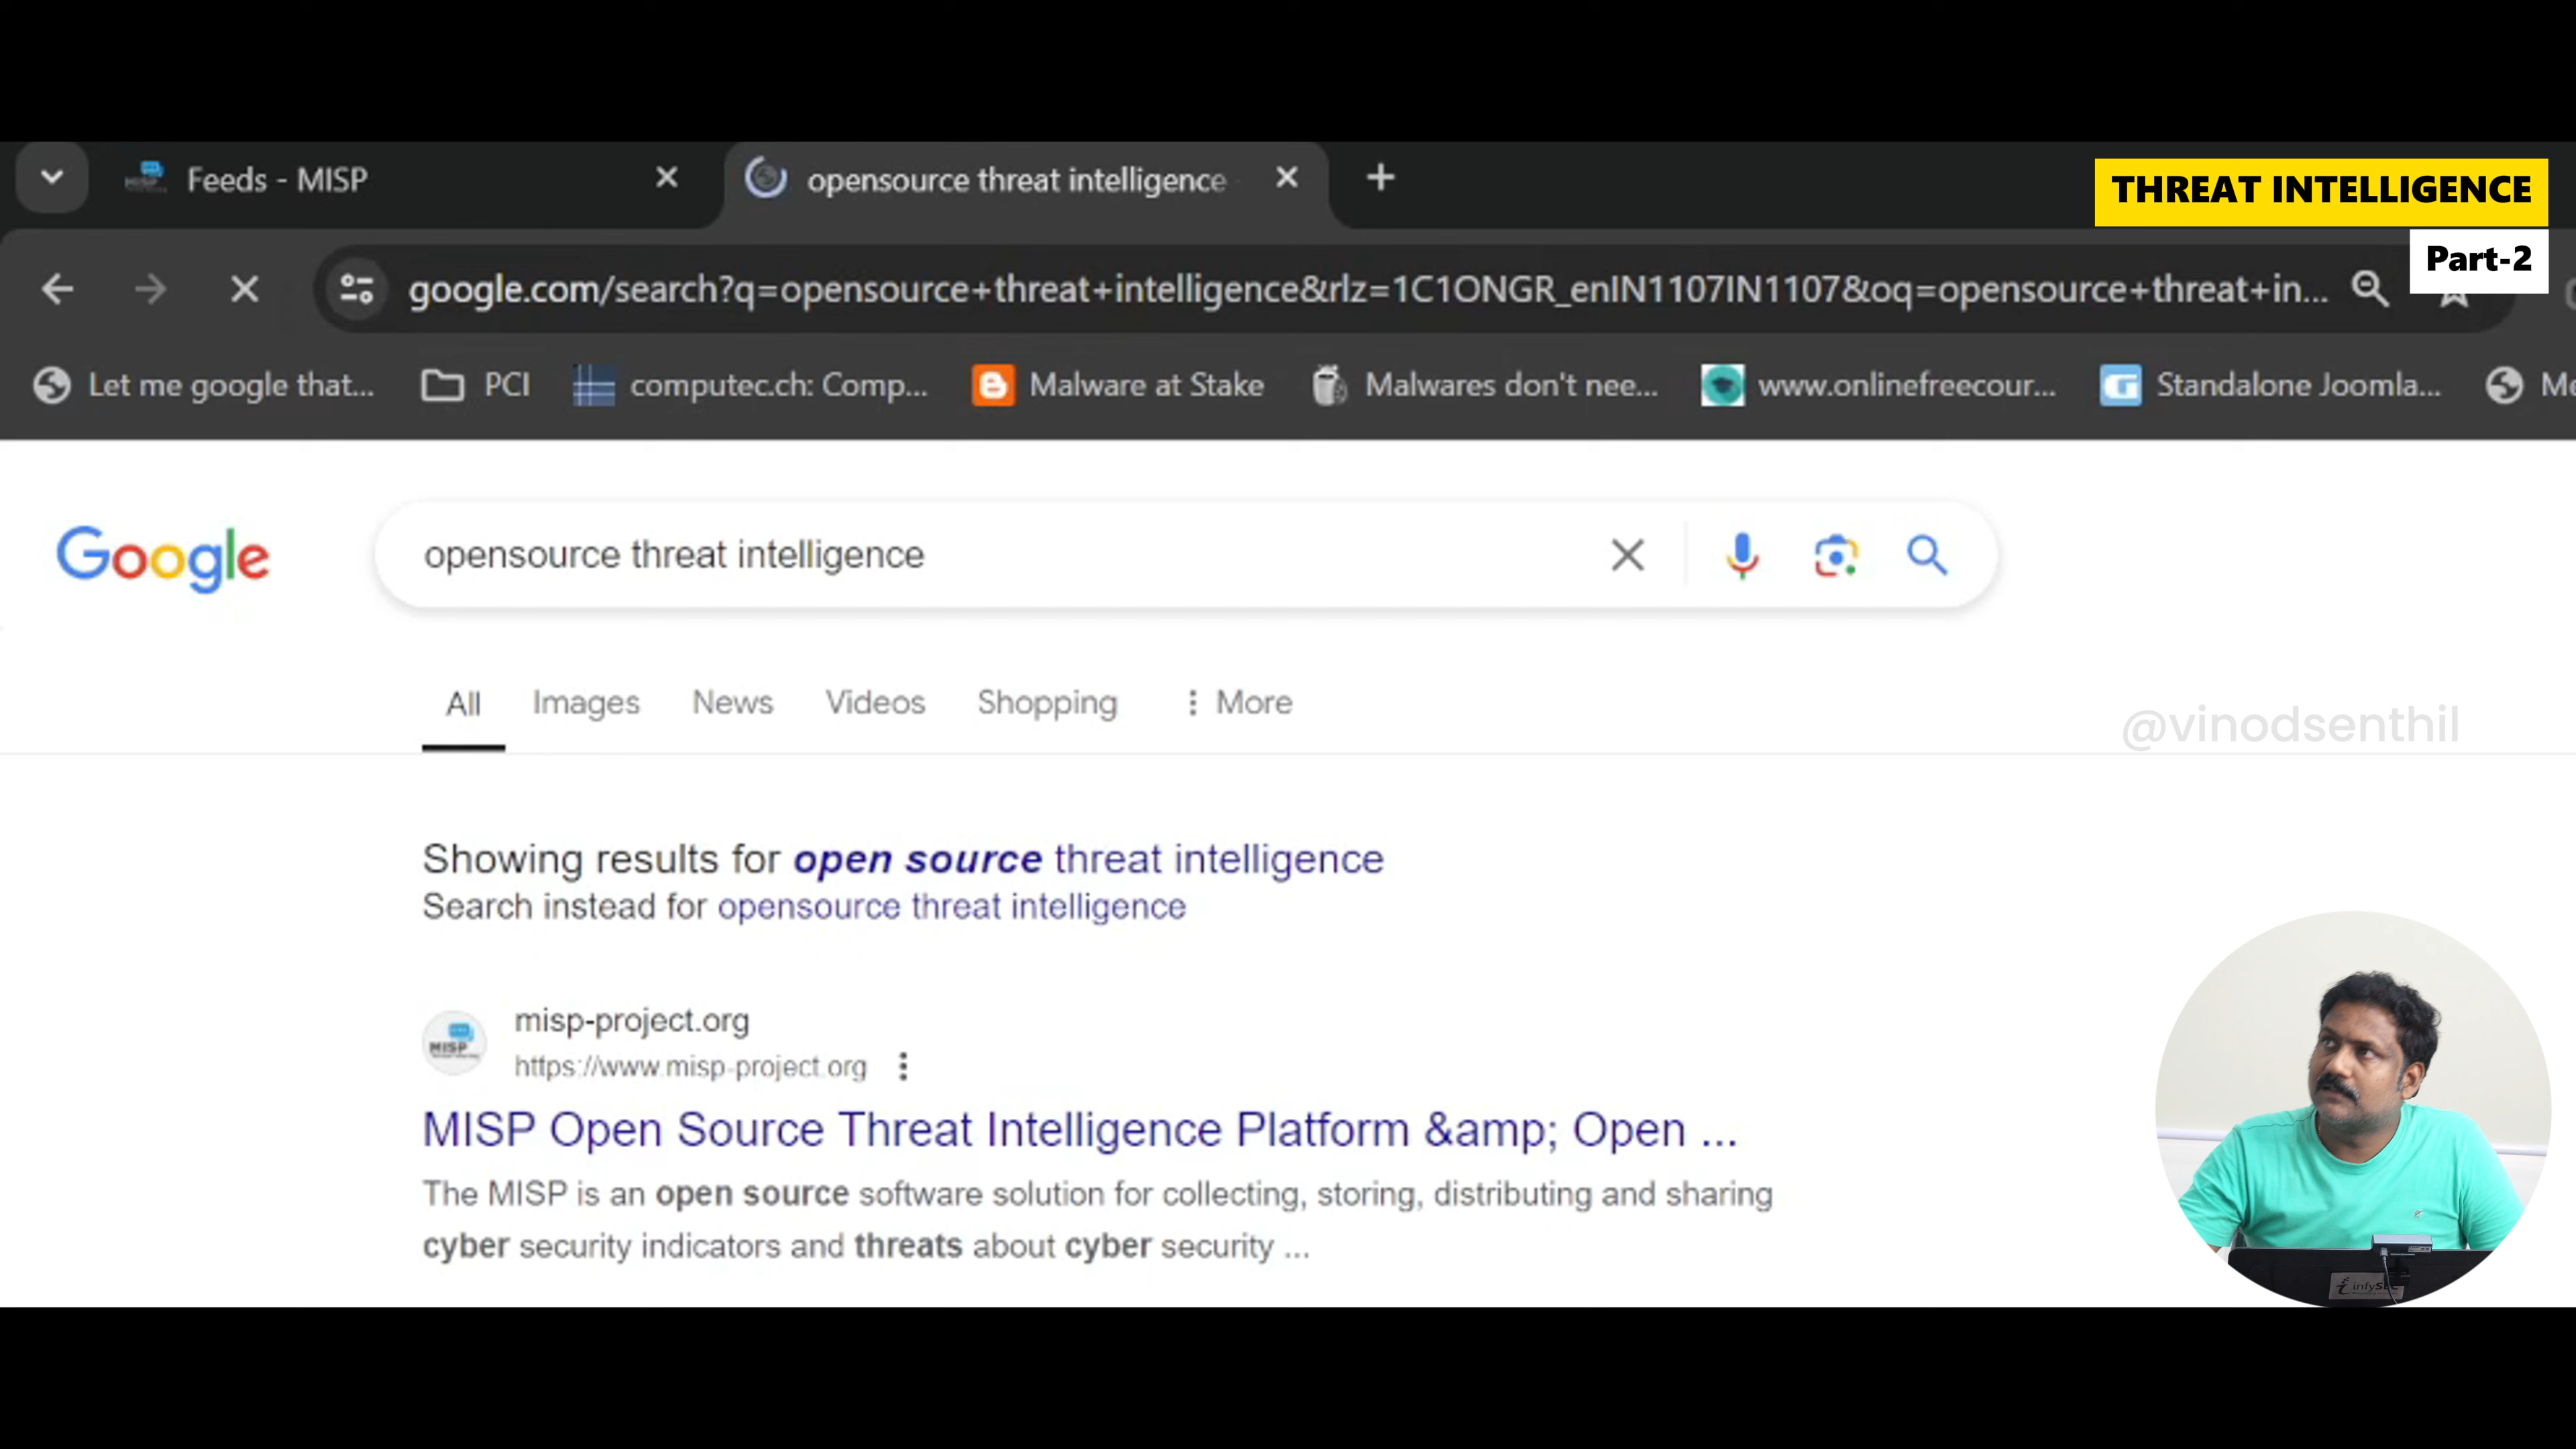 Feeds - MISP
opensource threat intelligence
THREAT INTELLIGENCE
Part-2
google.com/search?q=opensource+threat+intelligence&rlz=1C1ONGR_enIN1107IN1107&oq=opensource+threat+in...
Let me google that...
PCI
computec.ch: Comp...
Malware at Stake
Malwares don't nee...
www.onlinefreecour...
Standalone Joomla...
Google
opensource threat intelligence
All
Images
News
Videos
Shopping
More
@vinodsenthil
Showing results for open source threat intelligence
Search instead for opensource threat intelligence
MISP
misp-project.org
https://www.misp-project.org
MISP Open Source Threat Intelligence Platform &amp; Open ...
The MISP is an open source software solution for collecting, storing, distributing and sharing
cyber security indicators and threats about cyber security ...